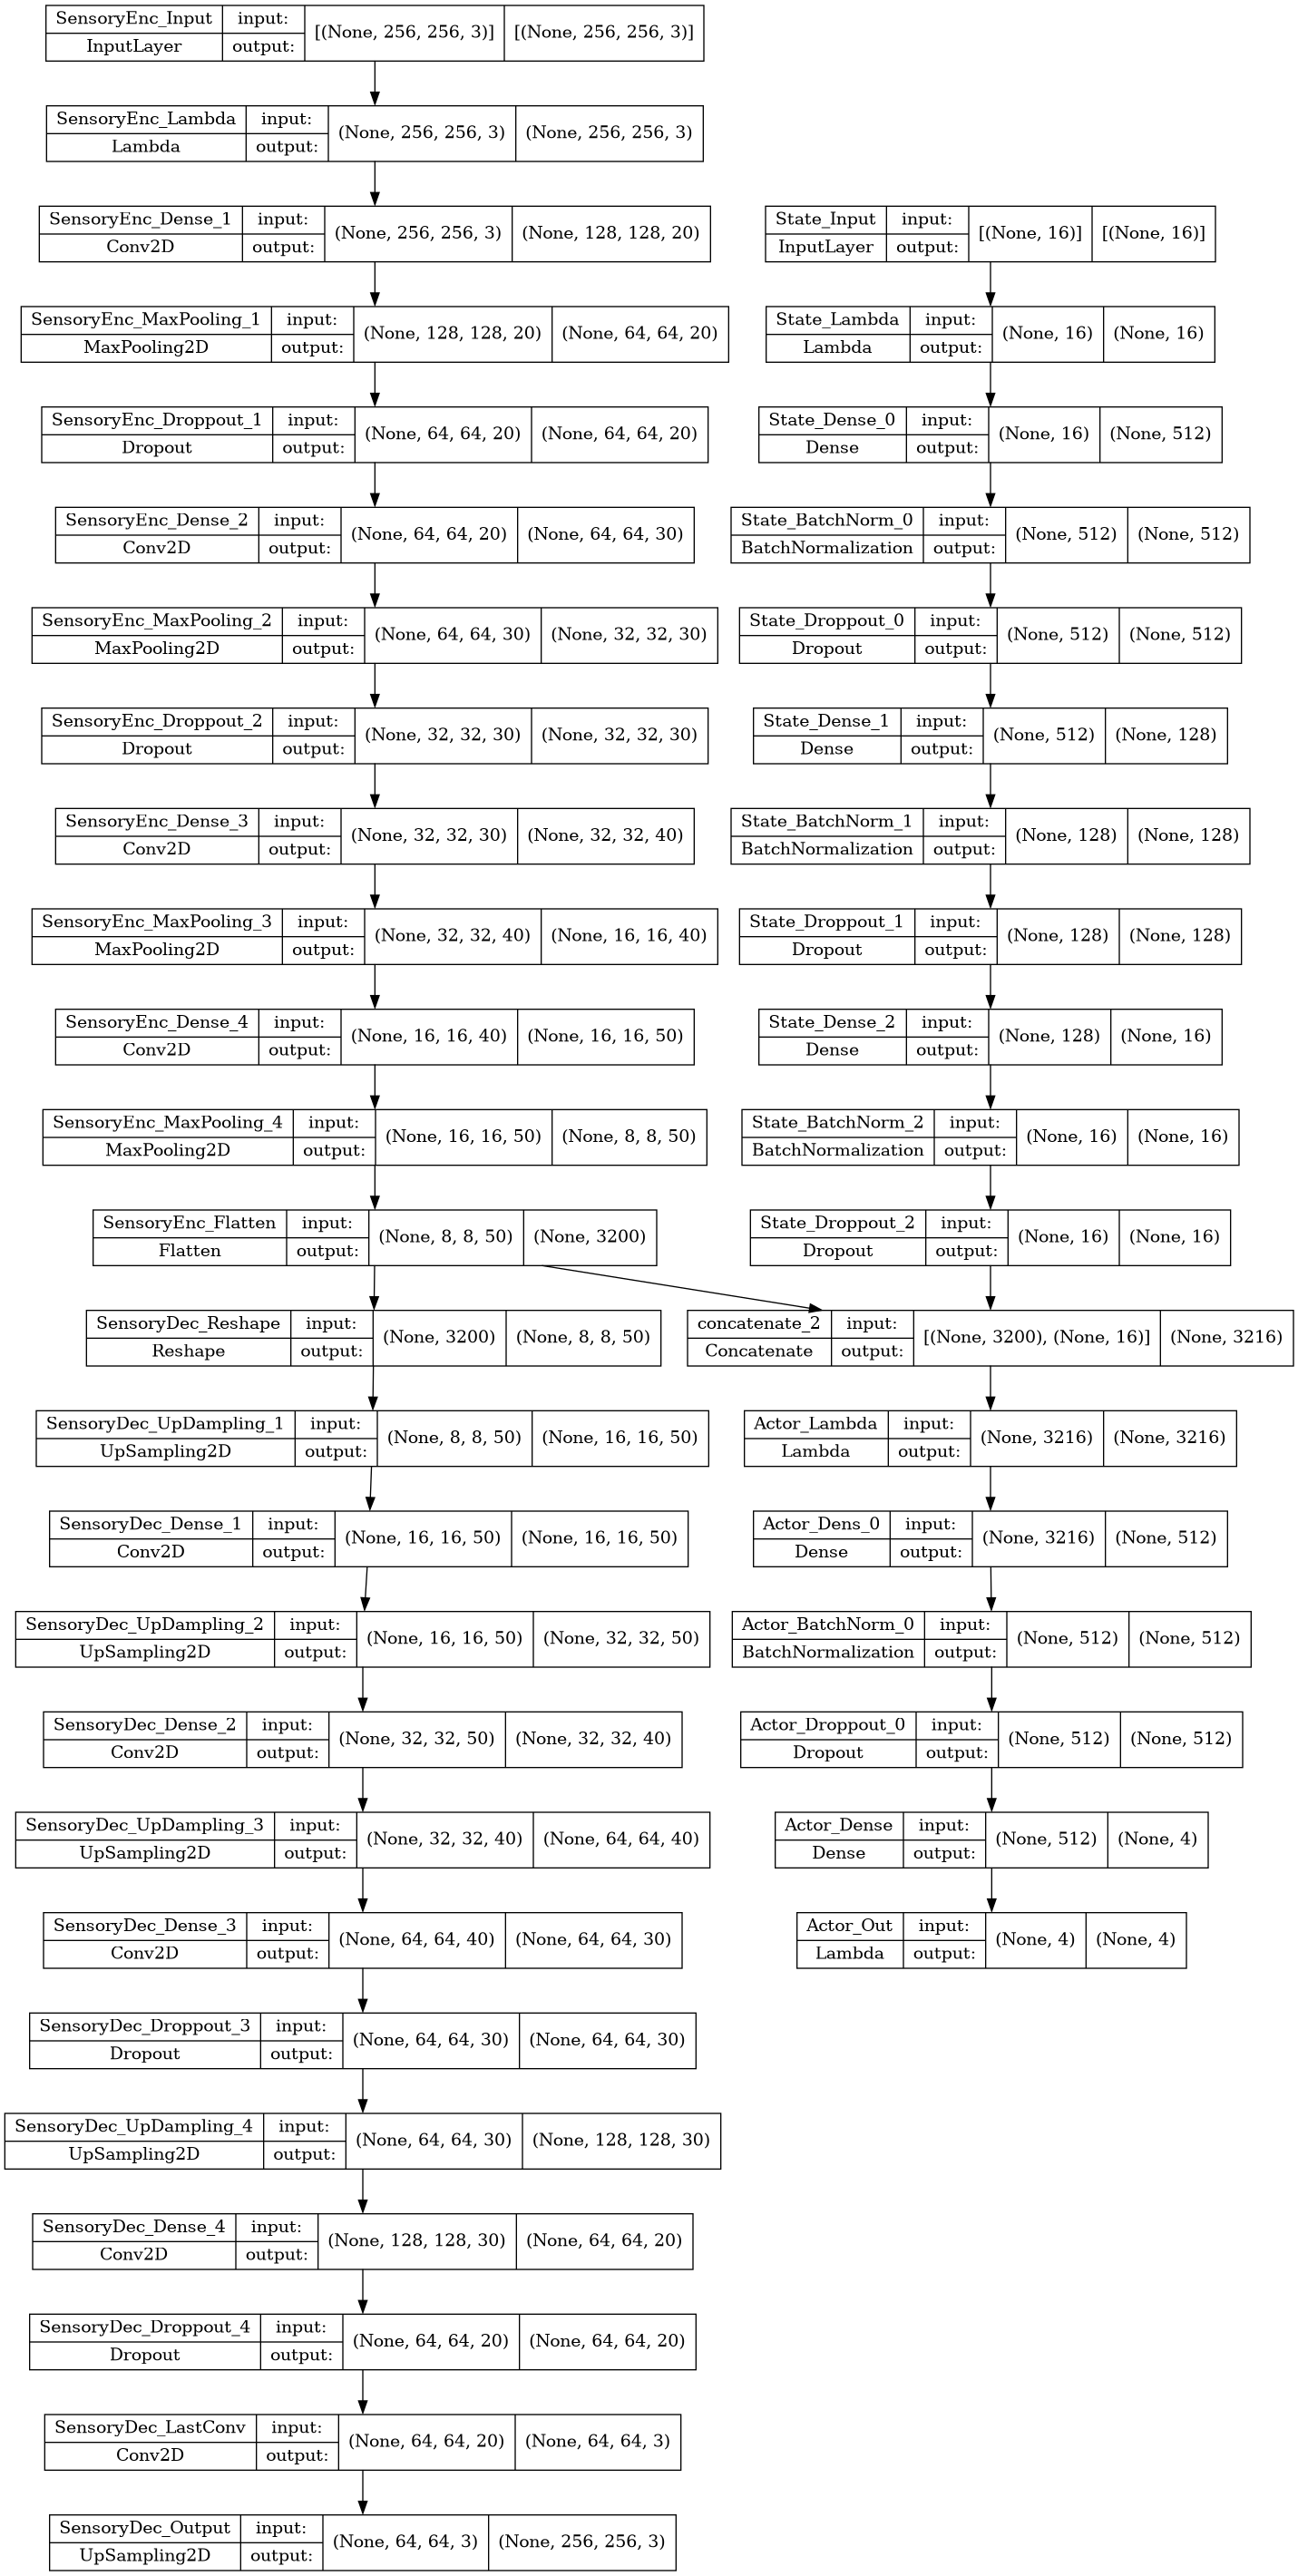 SensoryEnc_Input
InputLayer
input:
output:
[(None, 256, 256, 3)]
[(None, 256, 256, 3)]
SensoryEnc_Lambda
Lambda
input:
output:
(None, 256, 256, 3)
(None, 256, 256, 3)
SensoryEnc_Dense_1
Conv2D
input:
output:
(None, 256, 256, 3)
(None, 128, 128, 20)
SensoryEnc_MaxPooling_1
MaxPooling2D
input:
output:
(None, 128, 128, 20)
(None, 64, 64, 20)
SensoryEnc_Droppout_1
Dropout
input:
output:
(None, 64, 64, 20)
(None, 64, 64, 20)
SensoryEnc_Dense_2
Conv2D
input:
output:
(None, 64, 64, 20)
(None, 64, 64, 30)
SensoryEnc_MaxPooling_2
MaxPooling2D
input:
output:
(None, 64, 64, 30)
(None, 32, 32, 30)
SensoryEnc_Droppout_2
Dropout
input:
output:
(None, 32, 32, 30)
(None, 32, 32, 30)
SensoryEnc_Dense_3
Conv2D
input:
output:
(None, 32, 32, 30)
(None, 32, 32, 40)
SensoryEnc_MaxPooling_3
MaxPooling2D
input:
output:
(None, 32, 32, 40)
(None, 16, 16, 40)
SensoryEnc_Dense_4
Conv2D
input:
output:
(None, 16, 16, 40)
(None, 16, 16, 50)
SensoryEnc_MaxPooling_4
MaxPooling2D
input:
output:
(None, 16, 16, 50)
(None, 8, 8, 50)
SensoryEnc_Flatten
Flatten
input:
output:
(None, 8, 8, 50)
(None, 3200)
SensoryDec_Reshape
Reshape
input:
output:
(None, 3200)
(None, 8, 8, 50)
SensoryDec_UpDampling_1
UpSampling2D
input:
output:
(None, 8, 8, 50)
(None, 16, 16, 50)
SensoryDec_Dense_1
Conv2D
input:
output:
(None, 16, 16, 50)
(None, 16, 16, 50)
SensoryDec_UpDampling_2
UpSampling2D
input:
output:
(None, 16, 16, 50)
(None, 32, 32, 50)
SensoryDec_Dense_2
Conv2D
input:
output:
(None, 32, 32, 50)
(None, 32, 32, 40)
SensoryDec_UpDampling_3
UpSampling2D
input:
output:
(None, 32, 32, 40)
(None, 64, 64, 40)
SensoryDec_Dense_3
Conv2D
input:
output:
(None, 64, 64, 40)
(None, 64, 64, 30)
SensoryDec_Droppout_3
Dropout
input:
output:
(None, 64, 64, 30)
(None, 64, 64, 30)
SensoryDec_UpDampling_4
UpSampling2D
input:
output:
(None, 64, 64, 30)
(None, 128, 128, 30)
SensoryDec_Dense_4
Conv2D
input:
output:
(None, 128, 128, 30)
(None, 64, 64, 20)
SensoryDec_Droppout_4
Dropout
input:
output:
(None, 64, 64, 20)
(None, 64, 64, 20)
SensoryDec_LastConv
Conv2D
input:
output:
(None, 64, 64, 20)
(None, 64, 64, 3)
SensoryDec_Output
UpSampling2D
input:
output:
(None, 64, 64, 3)
(None, 256, 256, 3)
State_Input
InputLayer
input:
output:
[(None, 16)]
[(None, 16)]
State_Lambda
Lambda
input:
output:
(None, 16)
(None, 16)
State_Dense_0
Dense
input:
output:
(None, 16)
(None, 512)
State_BatchNorm_0
BatchNormalization
input:
output:
(None, 512)
(None, 512)
State_Droppout_0
Dropout
input:
output:
(None, 512)
(None, 512)
State_Dense_1
Dense
input:
output:
(None, 512)
(None, 128)
State_BatchNorm_1
BatchNormalization
input:
output:
(None, 128)
(None, 128)
State_Droppout_1
Dropout
input:
output:
(None, 128)
(None, 128)
State_Dense_2
Dense
input:
output:
(None, 128)
(None, 16)
State_BatchNorm_2
BatchNormalization
input:
output:
(None, 16)
(None, 16)
State_Droppout_2
Dropout
input:
output:
(None, 16)
(None, 16)
concatenate_2
Concatenate
input:
output:
[(None, 3200), (None, 16)]
(None, 3216)
Actor_Lambda
Lambda
input:
output:
(None, 3216)
(None, 3216)
Actor_Dens_0
Dense
input:
output:
(None, 3216)
(None, 512)
Actor_BatchNorm_0
BatchNormalization
input:
output:
(None, 512)
(None, 512)
Actor_Droppout_0
Dropout
input:
output:
(None, 512)
(None, 512)
Actor_Dense
Dense
input:
output:
(None, 512)
(None, 4)
Actor_Out
Lambda
input:
output:
(None, 4)
(None, 4)